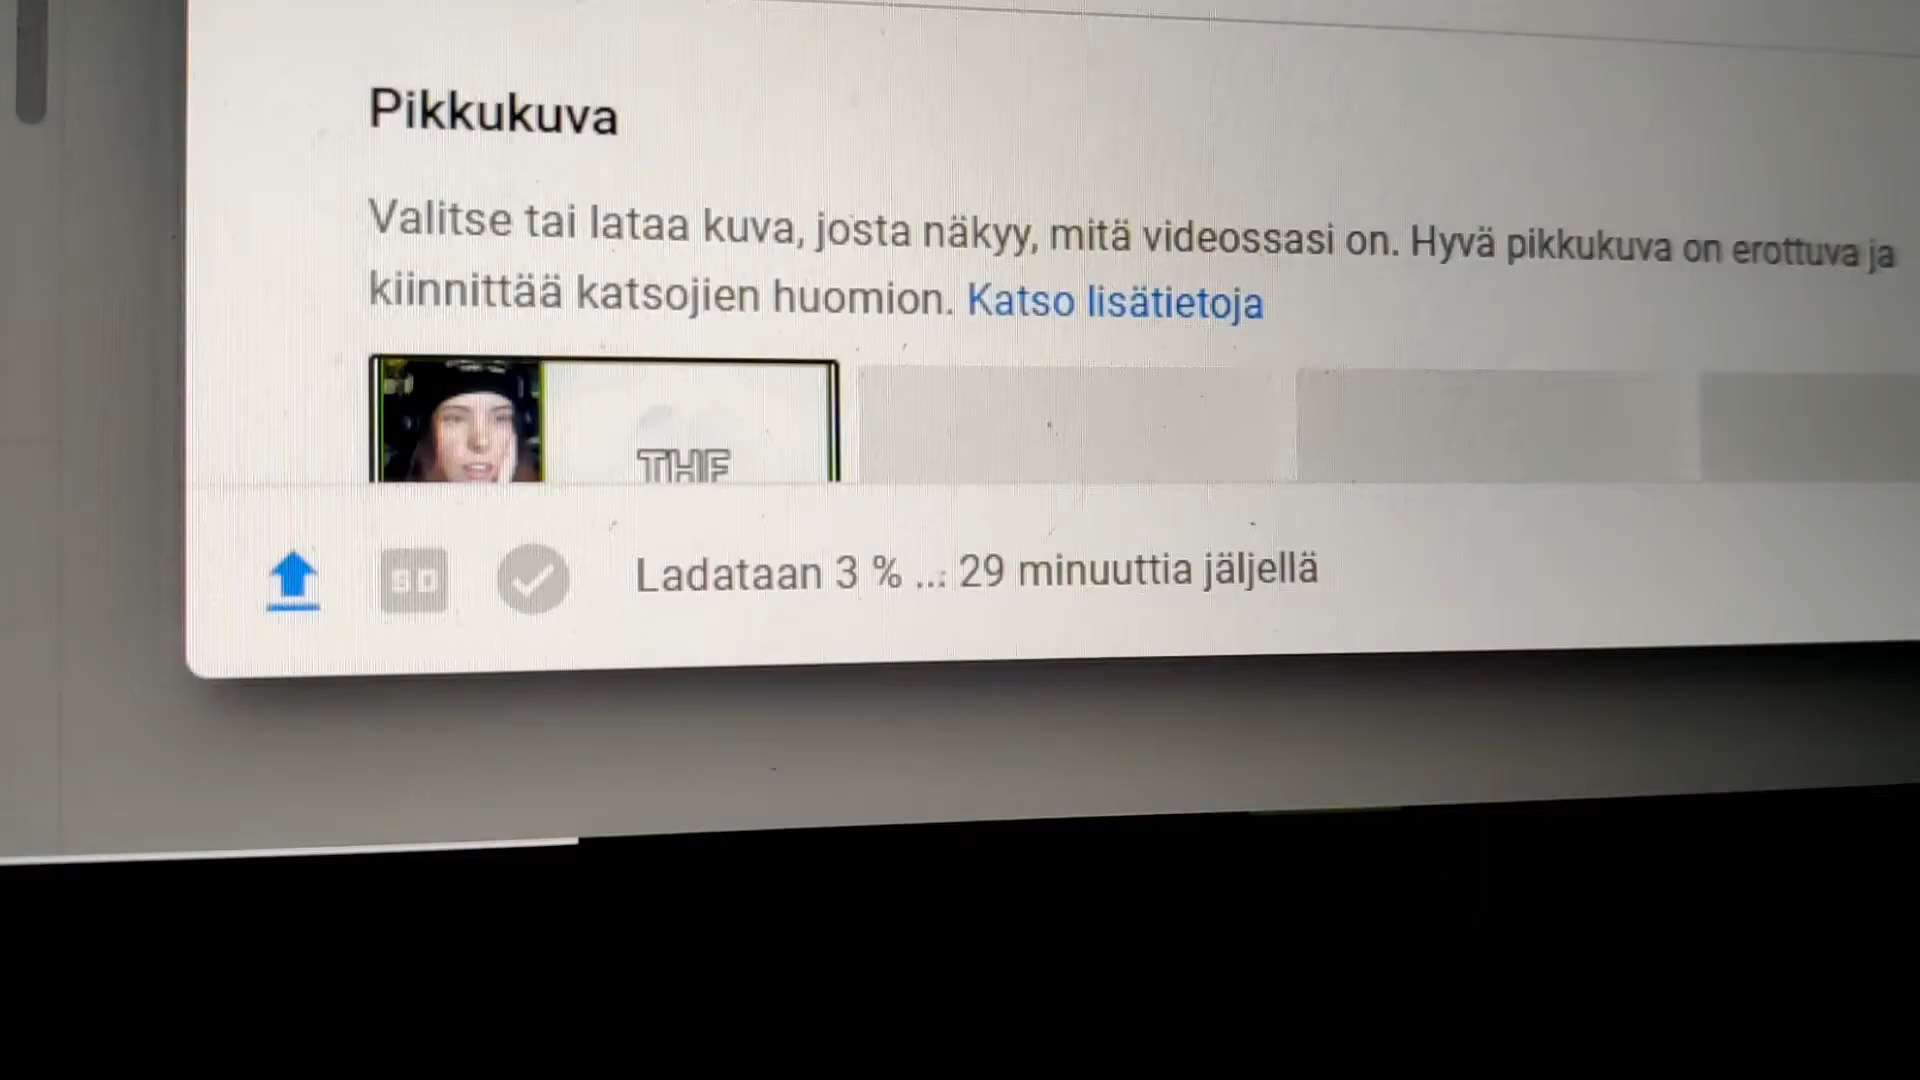 Pikkukuva
Valitse tai lataa kuva, josta näkyy, mitä videossasi on. Hyvä pikkukuva on erottuva ja
kiinnittää katsojien huomion. Katso lisätietoja
THE
SD
Ladataan 3 % ... 29 minuuttia jäljellä